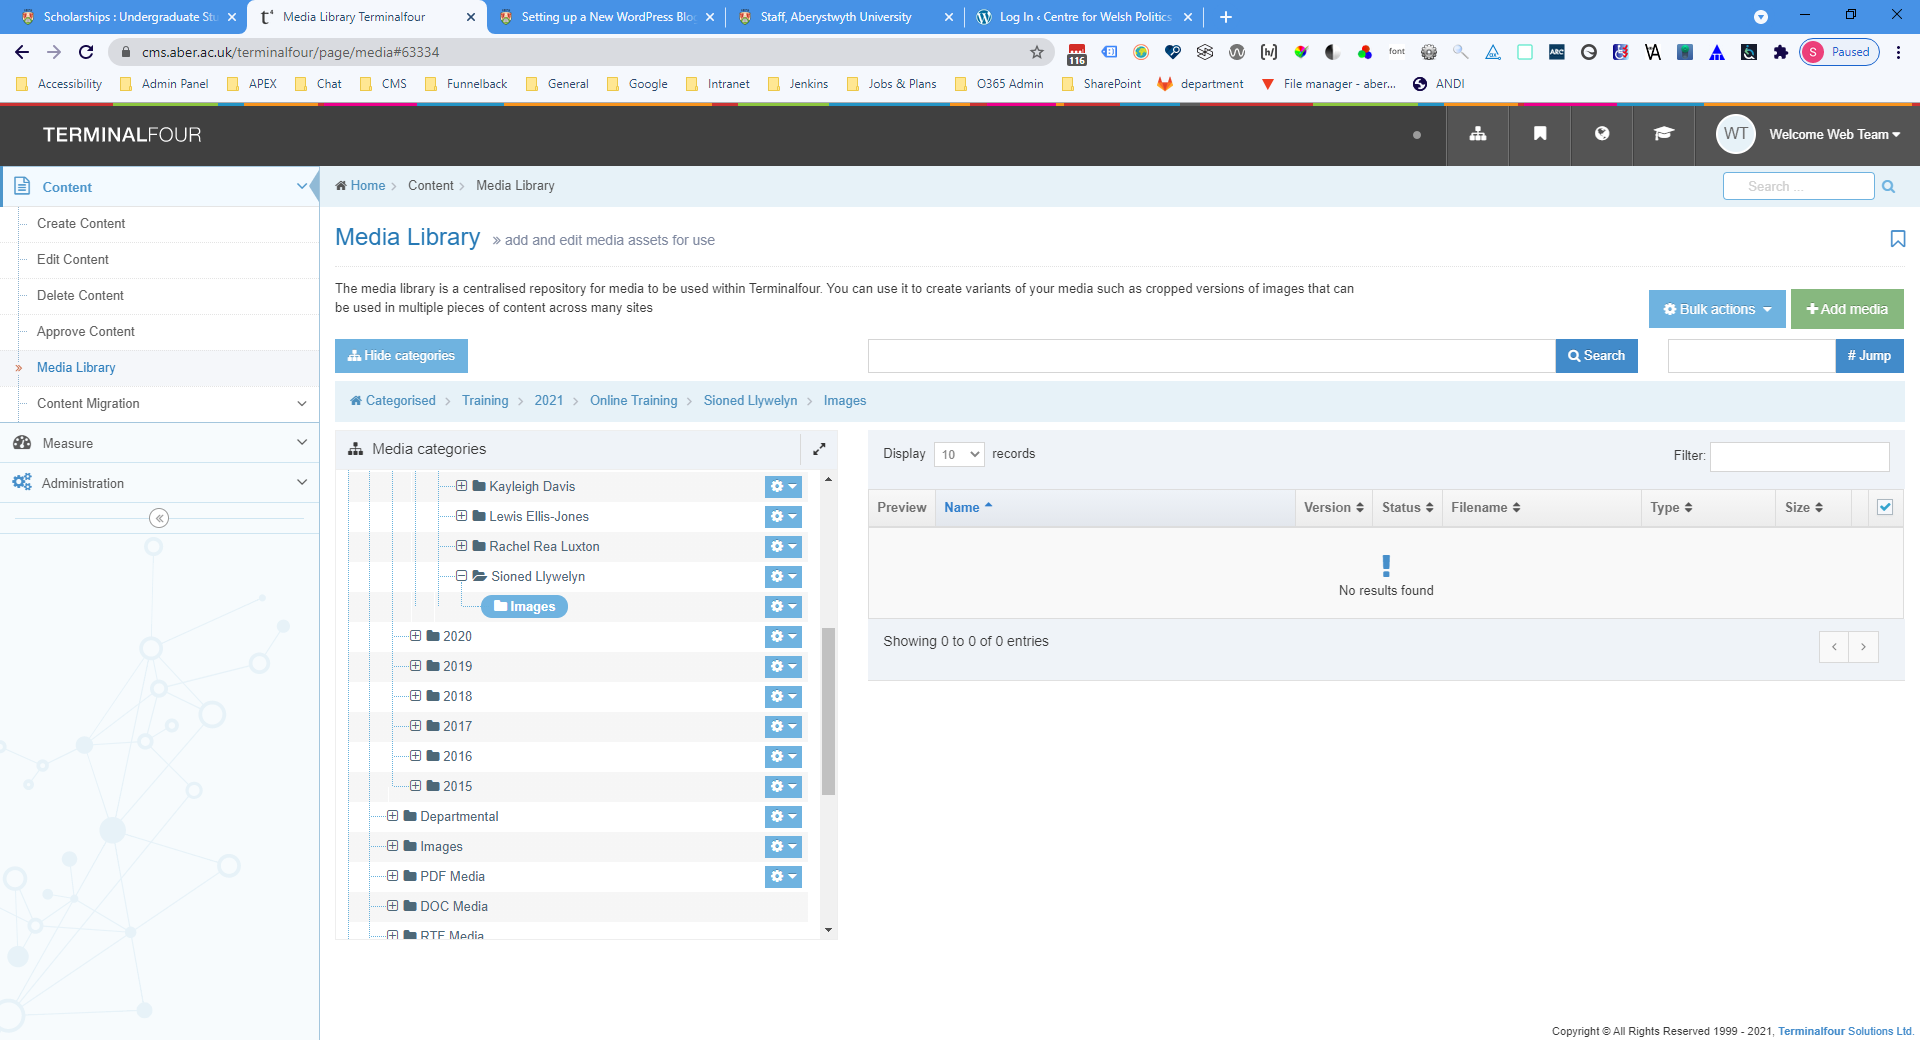 Scholarships : Undergraduate Stu
Media Library Terminalfour
Setting up a New WordPress Blog
Staff, Aberystwyth University
Log In ‹ Centre for Welsh Politics
cms.aber.ac.uk/terminalfour/page/media#63334
116
font
ARC
S Paused
Accessibility
Admin Panel
APEX
Chat
CMS
Funnelback
General
Google
Intranet
Jenkins
Jobs & Plans
O365 Admin
SharePoint
department
File manager - aber...
ANDI
TERMINALFOUR
WT
Welcome Web Team
Content
Create Content
Edit Content
Delete Content
Approve Content
» Media Library
Content Migration
Measure
Administration
Home > Content > Media Library
Search ...
Media Library » add and edit media assets for use
The media library is a centralised repository for media to be used within Terminalfour. You can use it to create variants of your media such as cropped versions of images that can
be used in multiple pieces of content across many sites
Bulk actions
+ Add media
Hide categories
Search
# Jump
Categorised > Training > 2021 > Online Training > Sioned Llywelyn > Images
Media categories
Kayleigh Davis
Lewis Ellis-Jones
Rachel Rea Luxton
Sioned Llywelyn
Images
2020
2019
2018
2017
2016
2015
Departmental
Images
PDF Media
DOC Media
RTF Media
Display 10 records
Filter:
Preview Name Version Status Filename Type Size
No results found
Showing 0 to 0 of 0 entries
Copyright © All Rights Reserved 1999 - 2021, Terminalfour Solutions Ltd.